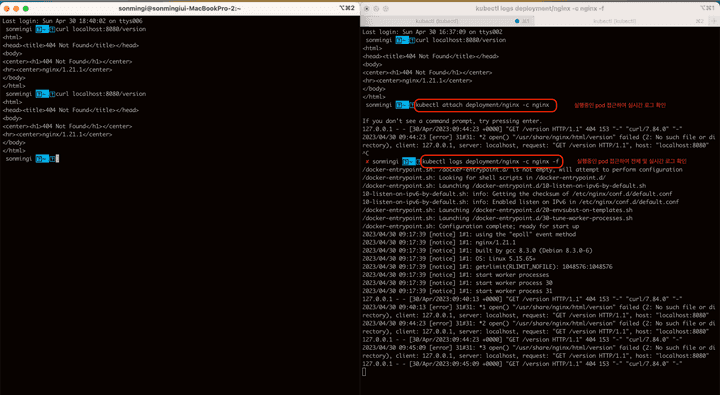 sonmingi — sonmingiui-MacBookPro-2:~
⌥⌘2
Last login: Sun Apr 30 18:40:02 on ttys006
sonmingi ~ curl localhost:8080/version
<html>
<head><title>404 Not Found</title></head>
<body>
<center><h1>404 Not Found</h1></center>
<hr><center>nginx/1.21.1</center>
</body>
</html>
sonmingi ~ curl localhost:8080/version
<html>
<head><title>404 Not Found</title></head>
<body>
<center><h1>404 Not Found</h1></center>
<hr><center>nginx/1.21.1</center>
</body>
</html>
sonmingi ~
kubectl logs deployment/nginx -c nginx -f
⌥⌘1
kubectl (kubectl)
⌘1
kubectl logs deployment/nginx -c nginx -f
⌘2
Last login: Sun Apr 30 16:37:09 on ttys002
<html>
<head><title>404 Not Found</title></head>
<body>
<center><h1>404 Not Found</h1></center>
<hr><center>nginx/1.21.1</center>
</body>
</html>
sonmingi ~ kubectl attach deployment/nginx -c nginx
실행중인 pod 접근하여 실시간 로그 확인
If you don't see a command prompt, try pressing enter.
127.0.0.1 - - [30/Apr/2023:09:44:23 +0000] "GET /version HTTP/1.1" 404 153 "-" "curl/7.84.0" "-"
2023/04/30 09:44:23 [error] 31#31: *2 open() "/usr/share/nginx/html/version" failed (2: No such file or di
rectory), client: 127.0.0.1, server: localhost, request: "GET /version HTTP/1.1", host: "localhost:8080"
^C
✘ sonmingi ~ kubectl logs deployment/nginx -c nginx -f
실행중인 pod 접근하여 전체 및 실시간 로그 확인
/docker-entrypoint.sh: /docker-entrypoint.d/ is not empty, will attempt to perform configuration
/docker-entrypoint.sh: Looking for shell scripts in /docker-entrypoint.d/
/docker-entrypoint.sh: Launching /docker-entrypoint.d/10-listen-on-ipv6-by-default.sh
10-listen-on-ipv6-by-default.sh: info: Getting the checksum of /etc/nginx/conf.d/default.conf
10-listen-on-ipv6-by-default.sh: info: Enabled listen on IPv6 in /etc/nginx/conf.d/default.conf
/docker-entrypoint.sh: Launching /docker-entrypoint.d/20-envsubst-on-templates.sh
/docker-entrypoint.sh: Launching /docker-entrypoint.d/30-tune-worker-processes.sh
/docker-entrypoint.sh: Configuration complete; ready for start up
2023/04/30 09:17:39 [notice] 1#1: using the "epoll" event method
2023/04/30 09:17:39 [notice] 1#1: nginx/1.21.1
2023/04/30 09:17:39 [notice] 1#1: built by gcc 8.3.0 (Debian 8.3.0-6)
2023/04/30 09:17:39 [notice] 1#1: OS: Linux 5.15.65+
2023/04/30 09:17:39 [notice] 1#1: getrlimit(RLIMIT_NOFILE): 1048576:1048576
2023/04/30 09:17:39 [notice] 1#1: start worker processes
2023/04/30 09:17:39 [notice] 1#1: start worker process 30
2023/04/30 09:17:39 [notice] 1#1: start worker process 31
127.0.0.1 - - [30/Apr/2023:09:40:13 +0000] "GET /version HTTP/1.1" 404 153 "-" "curl/7.84.0" "-"
2023/04/30 09:40:13 [error] 31#31: *1 open() "/usr/share/nginx/html/version" failed (2: No such file or di
rectory), client: 127.0.0.1, server: localhost, request: "GET /version HTTP/1.1", host: "localhost:8080"
2023/04/30 09:44:23 [error] 31#31: *2 open() "/usr/share/nginx/html/version" failed (2: No such file or di
rectory), client: 127.0.0.1, server: localhost, request: "GET /version HTTP/1.1", host: "localhost:8080"
127.0.0.1 - - [30/Apr/2023:09:44:23 +0000] "GET /version HTTP/1.1" 404 153 "-" "curl/7.84.0" "-"
2023/04/30 09:45:09 [error] 31#31: *3 open() "/usr/share/nginx/html/version" failed (2: No such file or di
rectory), client: 127.0.0.1, server: localhost, request: "GET /version HTTP/1.1", host: "localhost:8080"
127.0.0.1 - - [30/Apr/2023:09:45:09 +0000] "GET /version HTTP/1.1" 404 153 "-" "curl/7.84.0" "-"